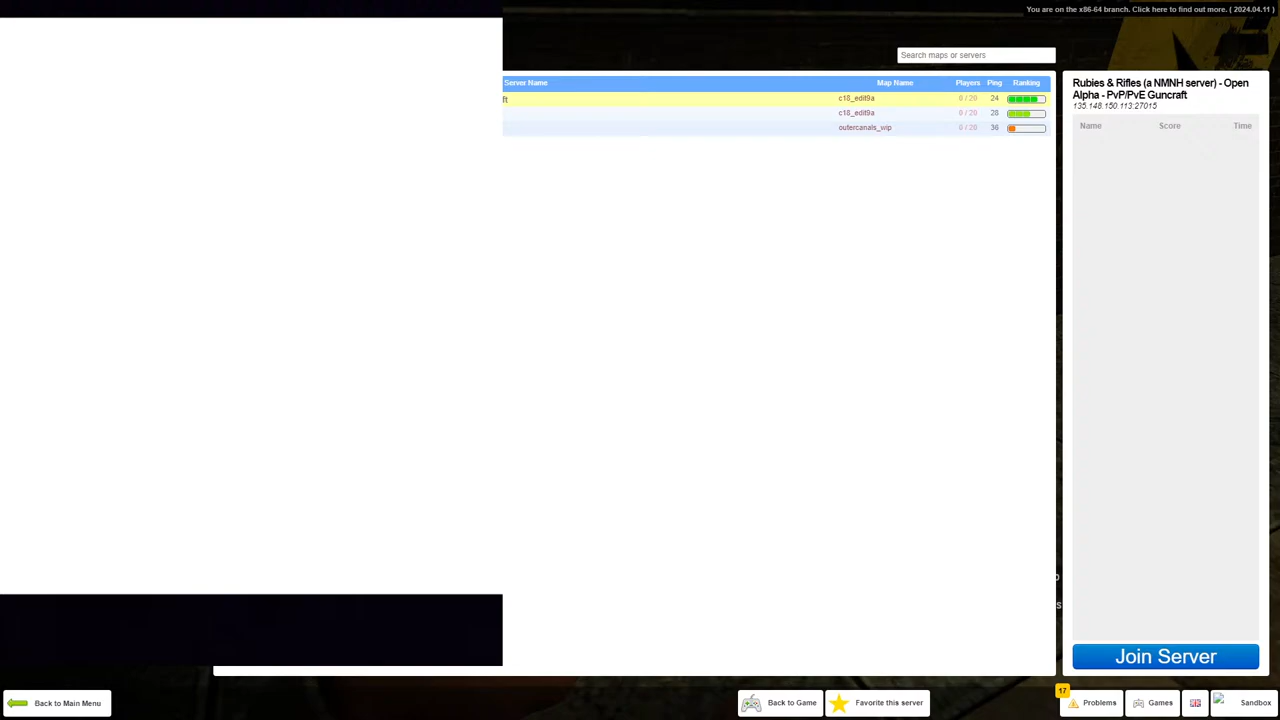 You are on the x86-64 branch. Click here to find out more. ( 2024.04.11 )
Search maps or servers
Server Name Map Name Players Ping Ranking
ft c18_edit9a 0 / 20 24
c18_edit9a 0 / 20 28
outercanals_wip 0 / 20 36
Rubies & Rifles (a NMNH server) - Open
Alpha - PvP/PvE Guncraft
135.148.150.113:27015
Name Score Time
Join Server
17
Back to Main Menu Back to Game Favorite this server Problems Games Sandbox